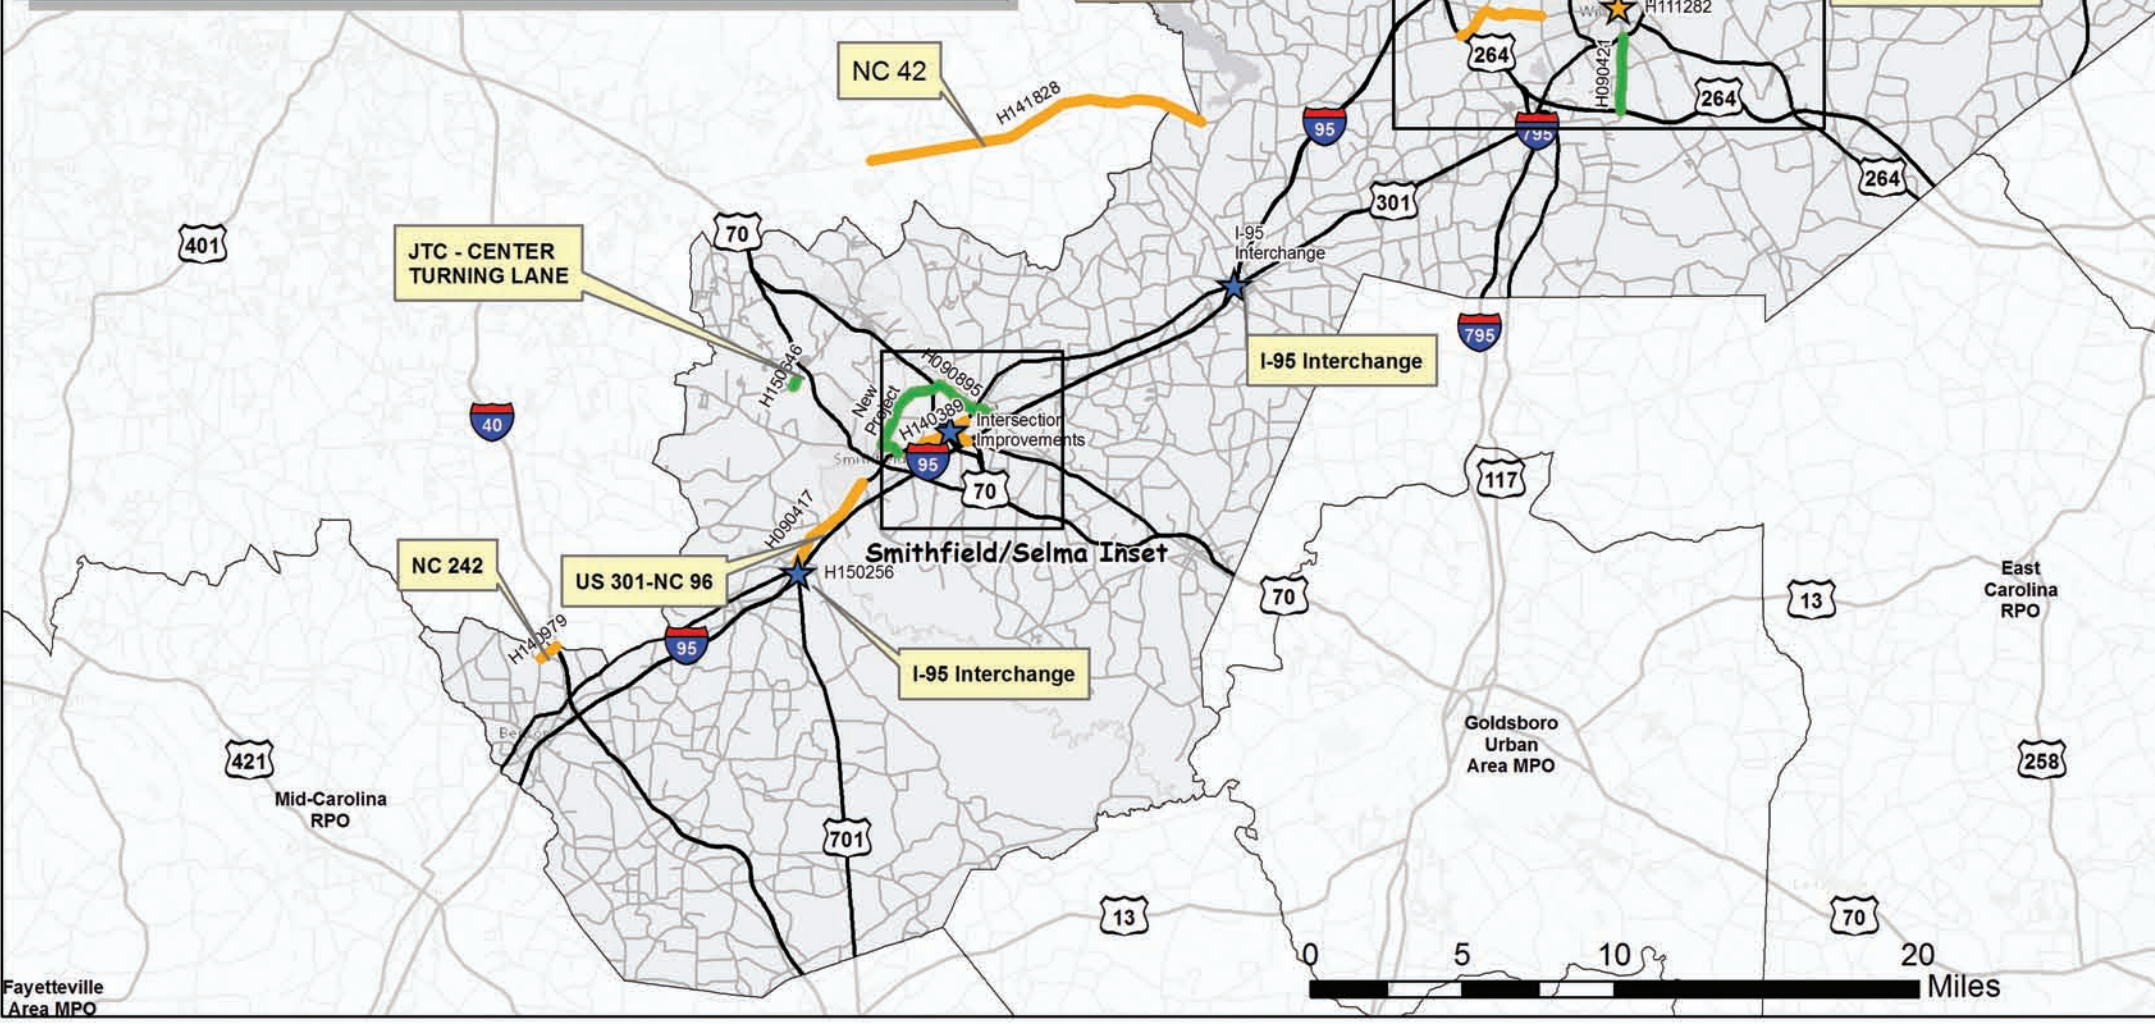 H111282
264
H090421
NC 42
H141828
264
95
795
264
301
401
70
JTC - CENTER
TURNING LANE
I-95
Interchange
795
I-95 Interchange
H150646
H090895
New
Project
H140389
Intersection
Improvements
40
95
70
117
H090417
Smithfield/Selma Inset
NC 242
US 301-NC 96
H150256
70
13
East
Carolina
RPO
H140979
95
I-95 Interchange
Goldsboro
Urban
Area MPO
421
258
Mid-Carolina
RPO
701
13
70
0 5 10 20
Miles
Fayetteville
Area MPO